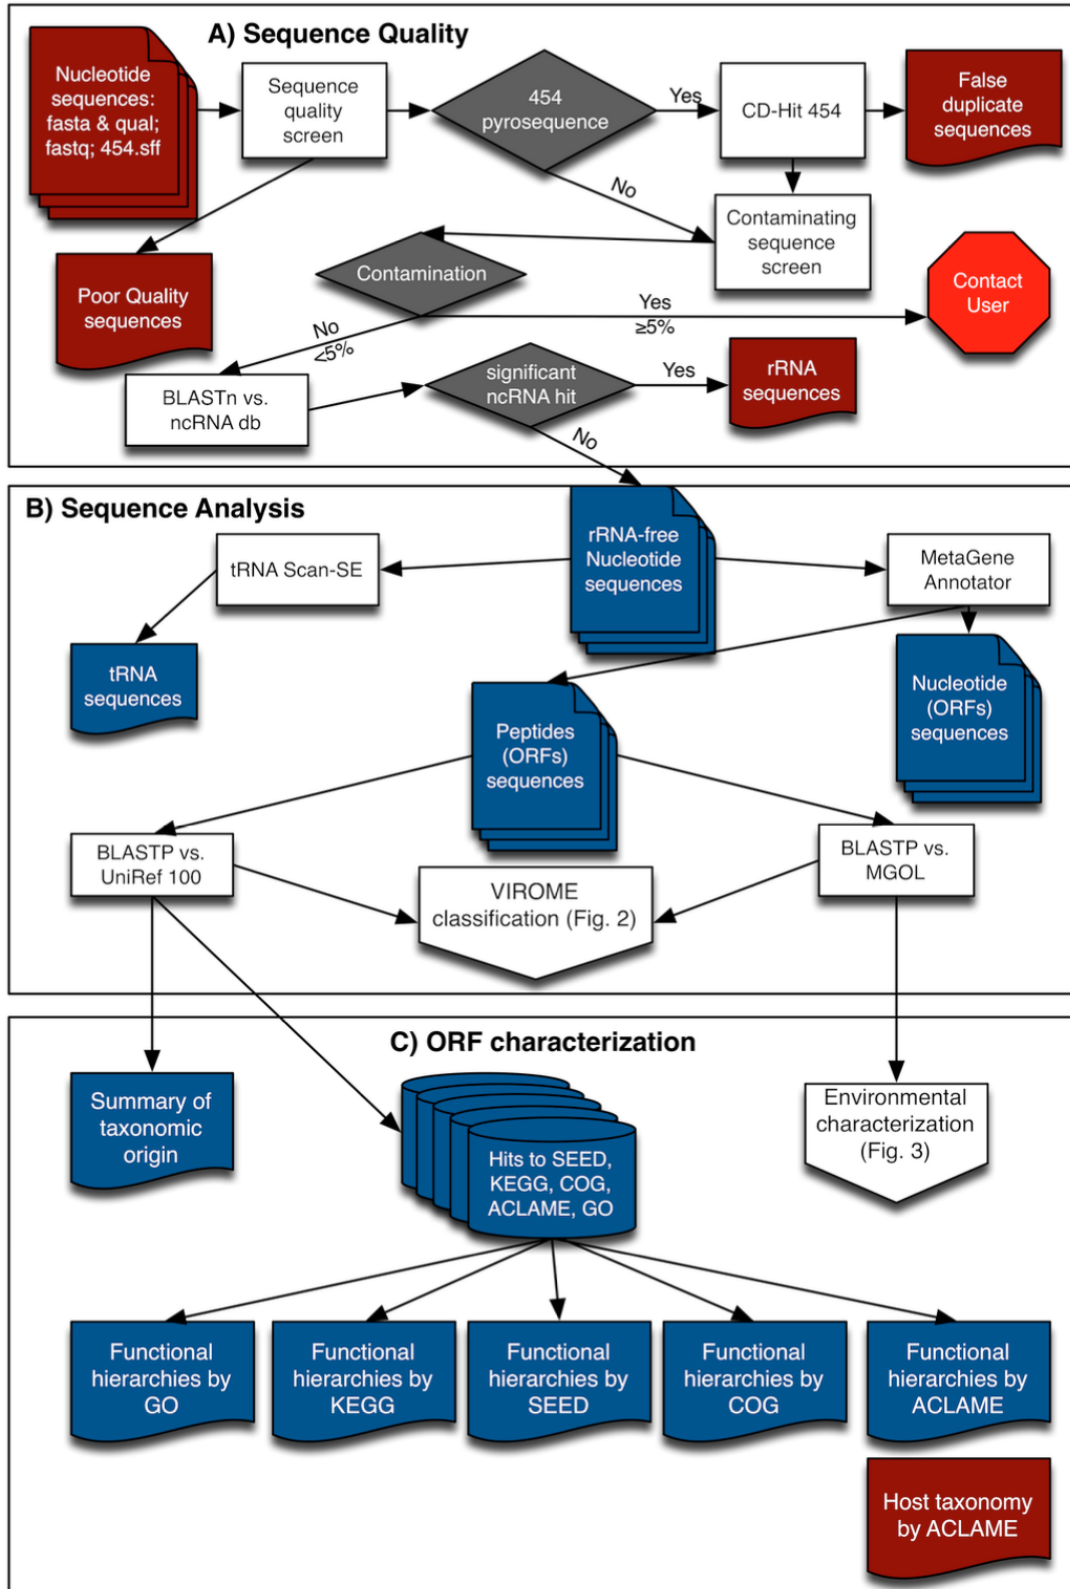 A) Sequence Quality
Nucleotide
sequences:
fasta & qual;
fastq; 454.sff
Sequence
quality
screen
454
pyrosequence
Yes
CD-Hit 454
False
duplicate
sequences
No
Contaminating
sequence
screen
Contamination
Poor Quality
sequences
Yes
≥5%
Contact
User
No
<5%
BLASTn vs.
ncRNA db
significant
ncRNA hit
Yes
rRNA
sequences
No
B) Sequence Analysis
rRNA-free
Nucleotide
sequences
tRNA Scan-SE
MetaGene
Annotator
tRNA
sequences
Nucleotide
(ORFs)
sequences
Peptides
(ORFs)
sequences
BLASTP vs.
UniRef 100
BLASTP vs.
MGOL
VIROME
classification (Fig. 2)
C) ORF characterization
Summary of
taxonomic
origin
Hits to SEED,
KEGG, COG,
ACLAME, GO
Environmental
characterization
(Fig. 3)
Functional
hierarchies by
GO
Functional
hierarchies by
KEGG
Functional
hierarchies by
SEED
Functional
hierarchies by
COG
Functional
hierarchies by
ACLAME
Host taxonomy
by ACLAME